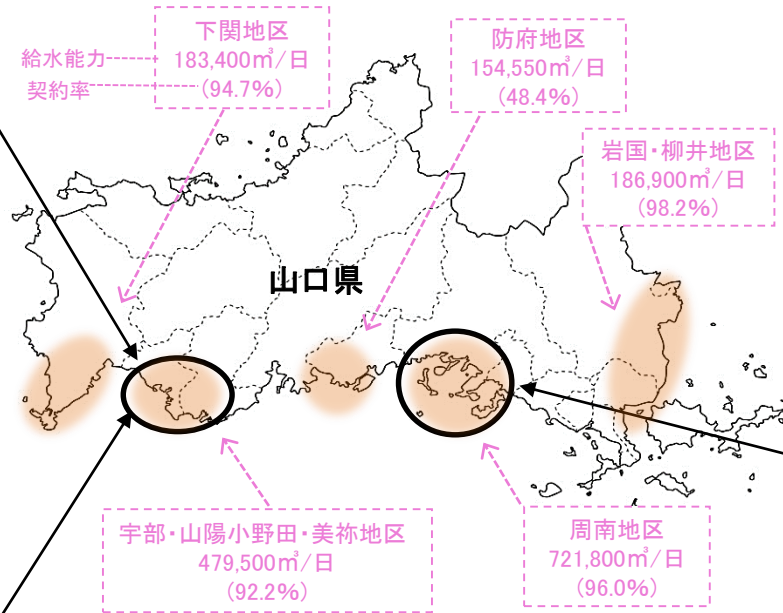 下関地区
給水能力
183,400㎥/日
契約率
(94.7%)
防府地区
154,550㎥/日
(48.4%)
岩国・柳井地区
186,900㎥/日
(98.2%)
山口県
宇部・山陽小野田・美祢地区
479,500㎥/日
(92.2%)
周南地区
721,800㎥/日
(96.0%)